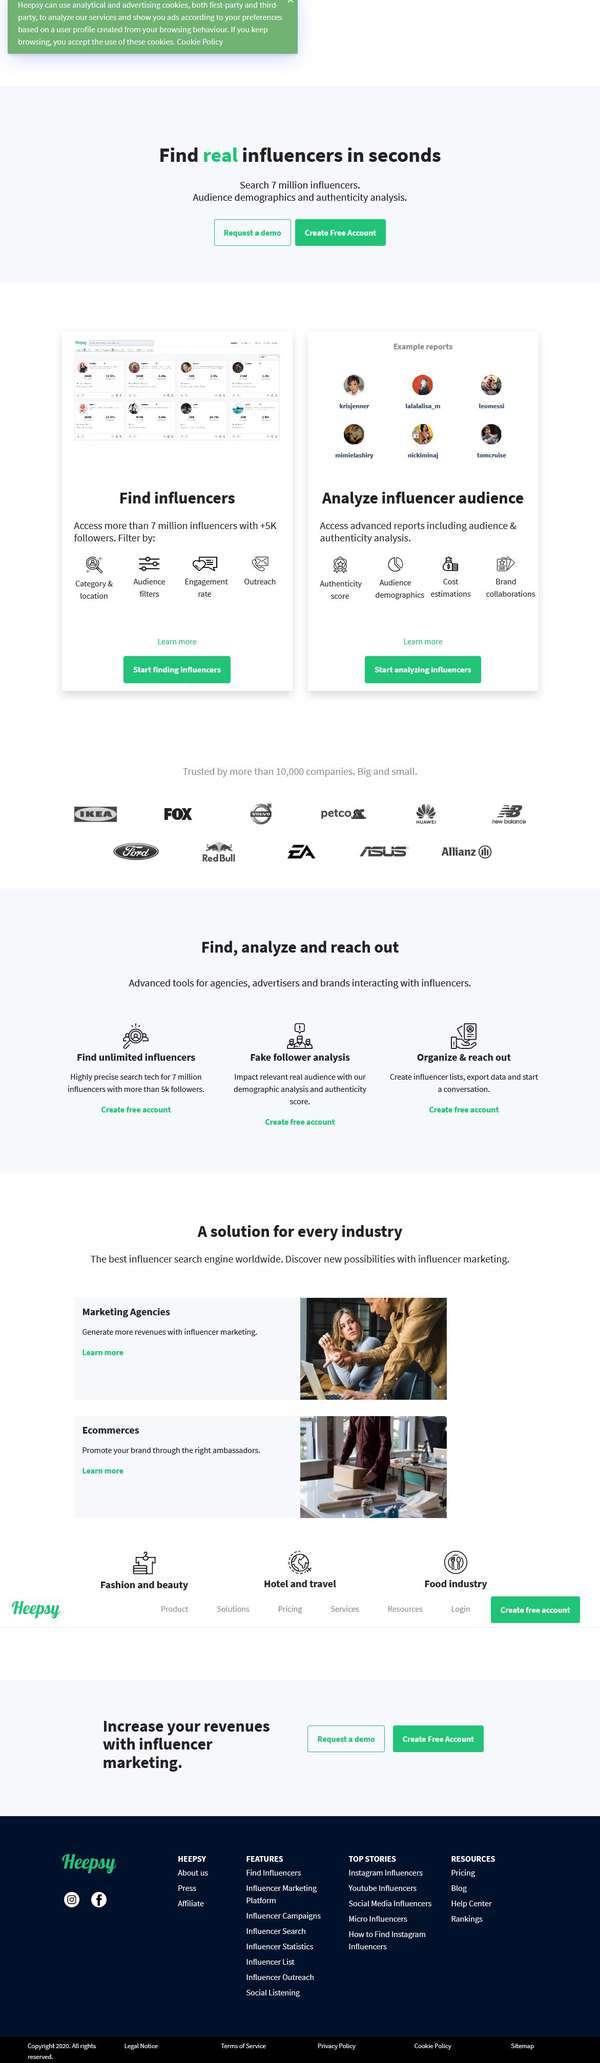 Heepsy can use analytical and advertising cookies, both first-party and third-
party, to analyze our services and show you ads according to your preferences
based on a user profile created from your browsing behaviour. If you keep
browsing, you accept the use of these cookies. Cookie Policy
Find real influencers in seconds
Search 7 million influencers.
Audience demographics and authenticity analysis.
Request a demo
Create Free Account
Example reports
krisjenner
lalalalisa_m
leomessi
mimielashiry
nickiminaj
tomcruise
Find influencers
Access more than 7 million influencers with +5K
followers. Filter by:
Category &
location
Audience
filters
Engagement
rate
Outreach
Learn more
Start finding influencers
Analyze influencer audience
Access advanced reports including audience &
authenticity analysis.
Authenticity
score
Audience
demographics
Cost
estimations
Brand
collaborations
Learn more
Start analyzing influencers
Trusted by more than 10,000 companies. Big and small.
IKEA
FOX
VOLVO
petco
HUAWEI
new balance
Ford
Red Bull
EA
ASUS
Allianz
Find, analyze and reach out
Advanced tools for agencies, advertisers and brands interacting with influencers.
Find unlimited influencers
Highly precise search tech for 7 million
influencers with more than 5k followers.
Create free account
Fake follower analysis
Impact relevant real audience with our
demographic analysis and authenticity
score.
Create free account
Organize & reach out
Create influencer lists, export data and start
a conversation.
Create free account
A solution for every industry
The best influencer search engine worldwide. Discover new possibilities with influencer marketing.
Marketing Agencies
Generate more revenues with influencer marketing.
Learn more
Ecommerces
Promote your brand through the right ambassadors.
Learn more
Fashion and beauty
Hotel and travel
Food industry
Heepsy
Product
Solutions
Pricing
Services
Resources
Login
Create free account
Increase your revenues
with influencer
marketing.
Request a demo
Create Free Account
Heepsy
HEEPSY
About us
Press
Affiliate
FEATURES
Find Influencers
Influencer Marketing
Platform
Influencer Campaigns
Influencer Search
Influencer Statistics
Influencer List
Influencer Outreach
Social Listening
TOP STORIES
Instagram Influencers
Youtube Influencers
Social Media Influencers
Micro Influencers
How to Find Instagram
Influencers
RESOURCES
Pricing
Blog
Help Center
Rankings
Copyright 2020. All rights
reserved.
Legal Notice
Terms of Service
Privacy Policy
Cookie Policy
Sitemap